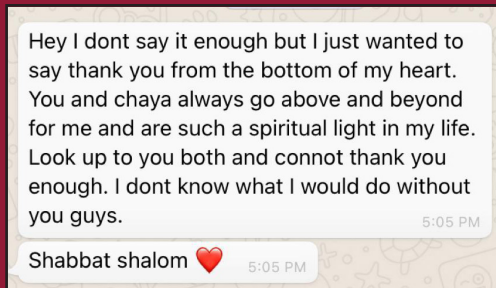 Hey I dont say it enough but I just wanted to
say thank you from the bottom of my heart.
You and chaya always go above and beyond
for me and are such a spiritual light in my life.
Look up to you both and connot thank you
enough. I dont know what I would do without
you guys.
5:05 PM
Shabbat shalom ❤️
5:05 PM